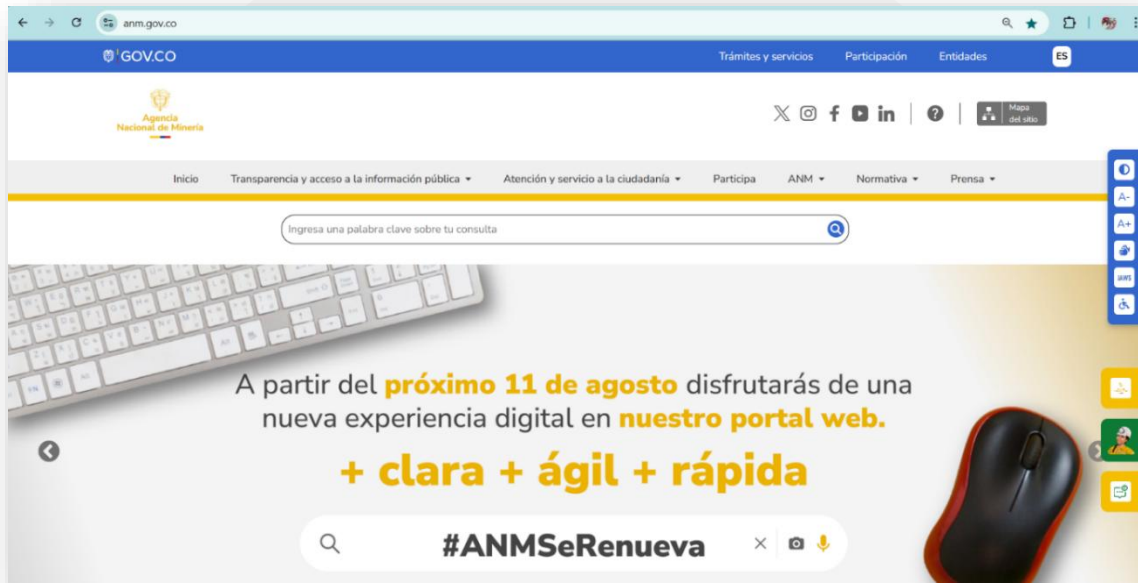 anm.gov.co
GOV.CO
Trámites y servicios
Participación
Entidades
ES
Agencia
Nacional de Minería
Mapa
del sitio
Inicio
Transparencia y acceso a la información pública
Atención y servicio a la ciudadanía
Participa
ANM
Normativa
Prensa
Ingresa una palabra clave sobre tu consulta
A-
A+
JAWS
A partir del próximo 11 de agosto disfrutarás de una
nueva experiencia digital en nuestro portal web.
+ clara + ágil + rápida
#ANMSeRenueva